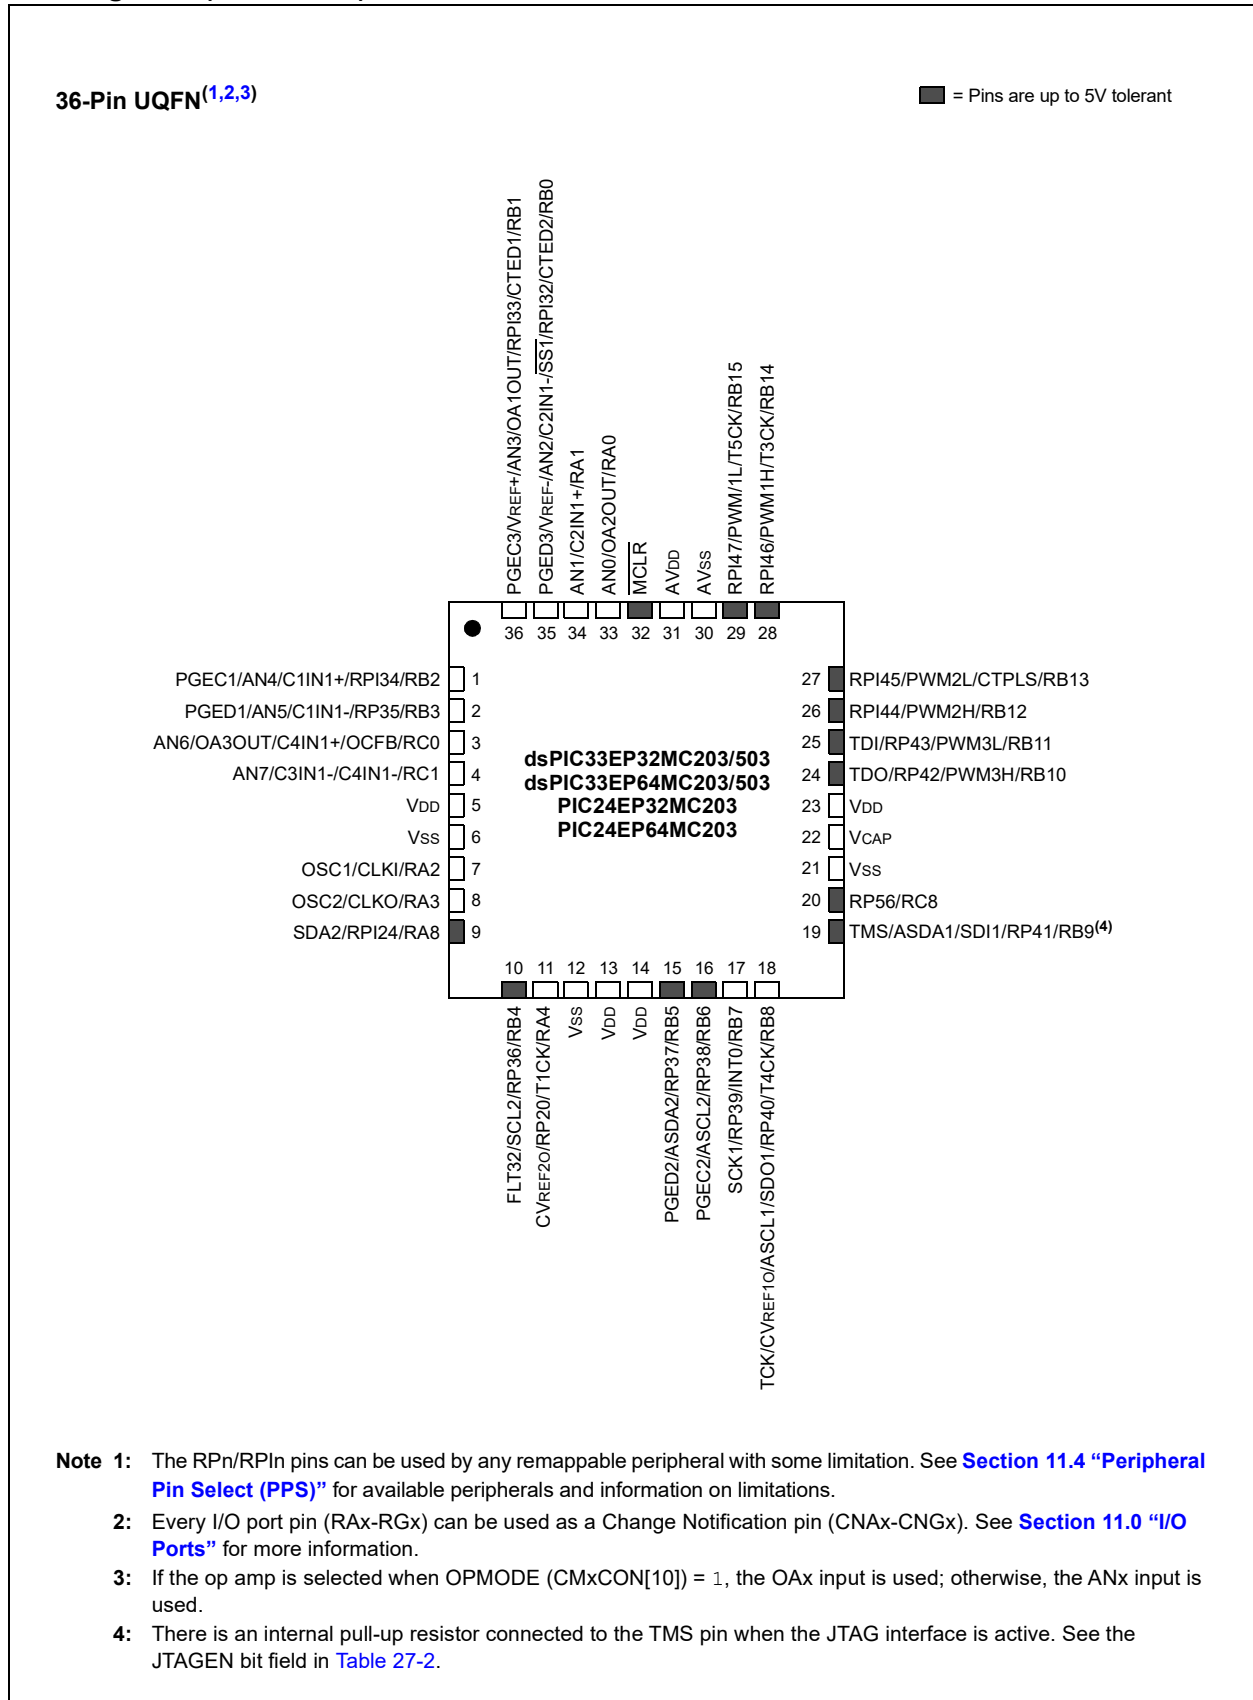 36-Pin UQFN(1,2,3)
= Pins are up to 5V tolerant
PGEC3/VREF+/AN3/OA1OUT/RPI33/CTED1/RB1
PGED3/VREF-/AN2/C2IN1-/SS1/RPI32/CTED2/RB0
AN1/C2IN1+/RA1
AN0/OA2OUT/RA0
MCLR
AVDD
AVSS
RPI47/PWM/1L/T5CK/RB15
RPI46/PWM1H/T3CK/RB14
36 35 34 33 32 31 30 29 28
PGEC1/AN4/C1IN1+/RPI34/RB2 1
PGED1/AN5/C1IN1-/RP35/RB3 2
AN6/OA3OUT/C4IN1+/OCFB/RC0 3
AN7/C3IN1-/C4IN1-/RC1 4
VDD 5
VSS 6
OSC1/CLKI/RA2 7
OSC2/CLKO/RA3 8
SDA2/RPI24/RA8 9
dsPIC33EP32MC203/503
dsPIC33EP64MC203/503
PIC24EP32MC203
PIC24EP64MC203
27 RPI45/PWM2L/CTPLS/RB13
26 RPI44/PWM2H/RB12
25 TDI/RP43/PWM3L/RB11
24 TDO/RP42/PWM3H/RB10
23 VDD
22 VCAP
21 VSS
20 RP56/RC8
19 TMS/ASDA1/SDI1/RP41/RB9(4)
10 11 12 13 14 15 16 17 18
FLT32/SCL2/RP36/RB4
CVREF2O/RP20/T1CK/RA4
VSS
VDD
VDD
PGED2/ASDA2/RP37/RB5
PGEC2/ASCL2/RP38/RB6
SCK1/RP39/INT0/RB7
TCK/CVREF1O/ASCL1/SDO1/RP40/T4CK/RB8
Note 1: The RPn/RPIn pins can be used by any remappable peripheral with some limitation. See Section 11.4 “Peripheral
Pin Select (PPS)” for available peripherals and information on limitations.
2: Every I/O port pin (RAx-RGx) can be used as a Change Notification pin (CNAx-CNGx). See Section 11.0 “I/O
Ports” for more information.
3: If the op amp is selected when OPMODE (CMxCON[10]) = 1, the OAx input is used; otherwise, the ANx input is
used.
4: There is an internal pull-up resistor connected to the TMS pin when the JTAG interface is active. See the
JTAGEN bit field in Table 27-2.